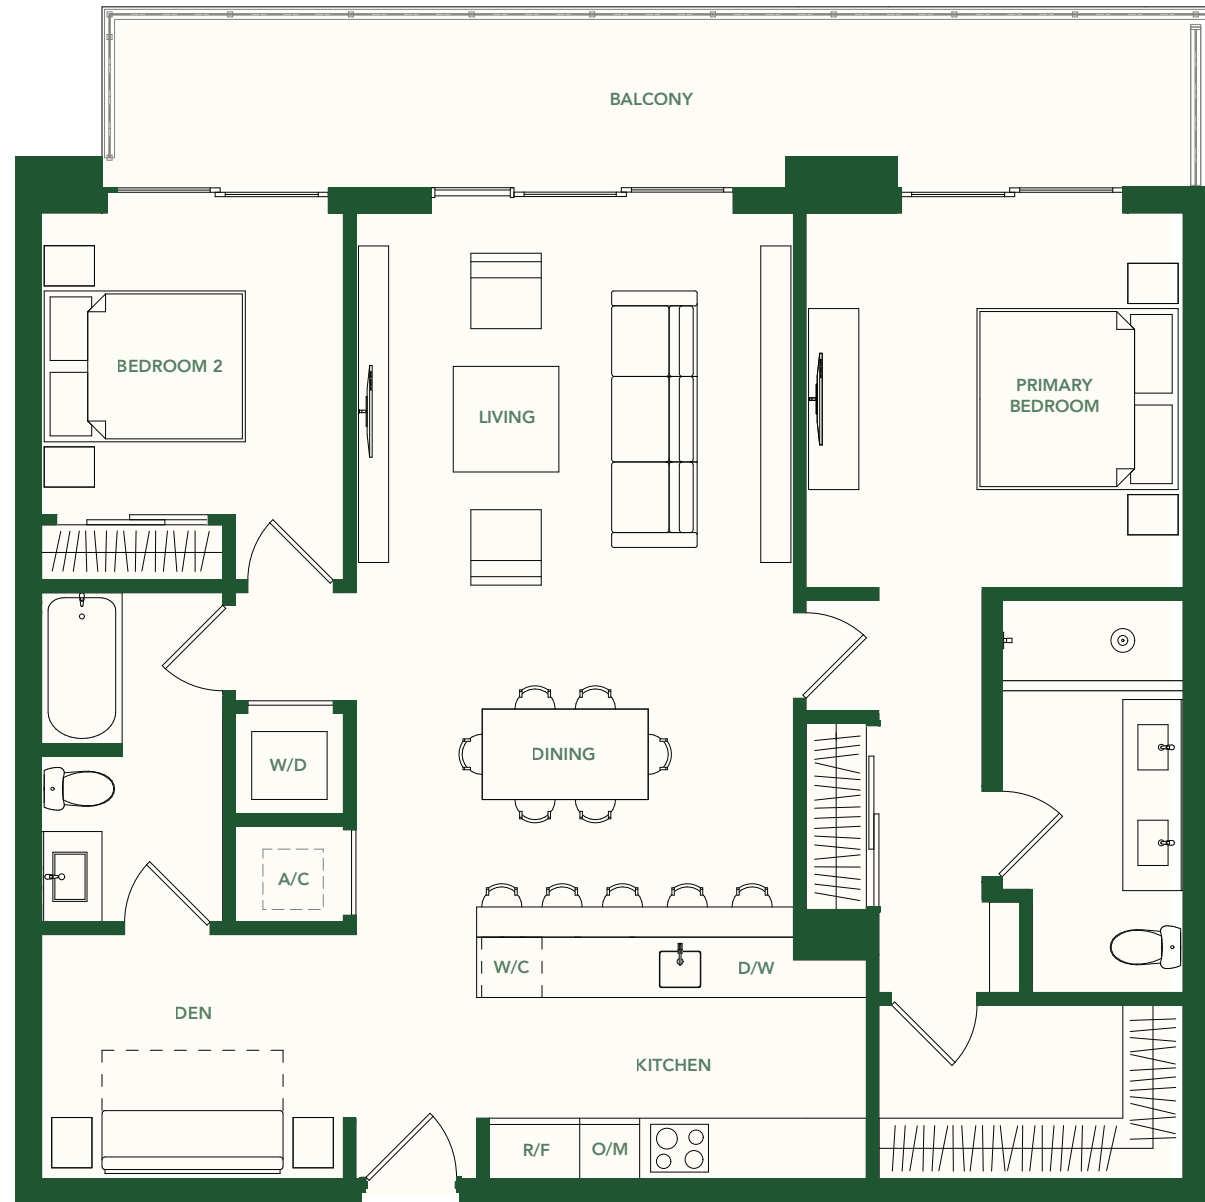 BALCONY
BEDROOM 2
LIVING
PRIMARY
BEDROOM
DINING
W/D
A/C
W/C
D/W
DEN
KITCHEN
R/F
O/M